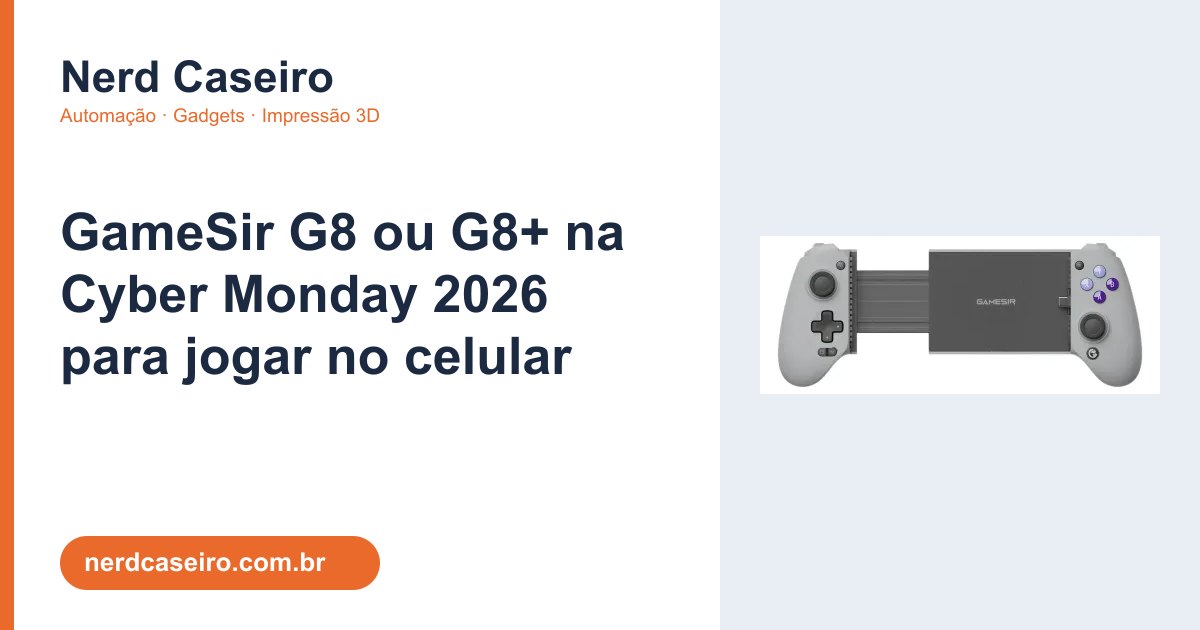 Nerd Caseiro
Automação · Gadgets · Impressão 3D
GameSir G8 ou G8+ na
Cyber Monday 2026
para jogar no celular
nerdcaseiro.com.br
GAMESIR